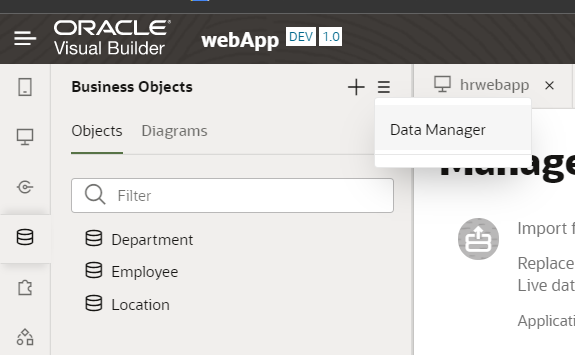 ORACLE
Visual Builder
webApp DEV 1.0
Business Objects
hrwebapp
Objects Diagrams
Data Manager
Filter
Department
Employee
Location
Import
Replace
Live dat
Applicati